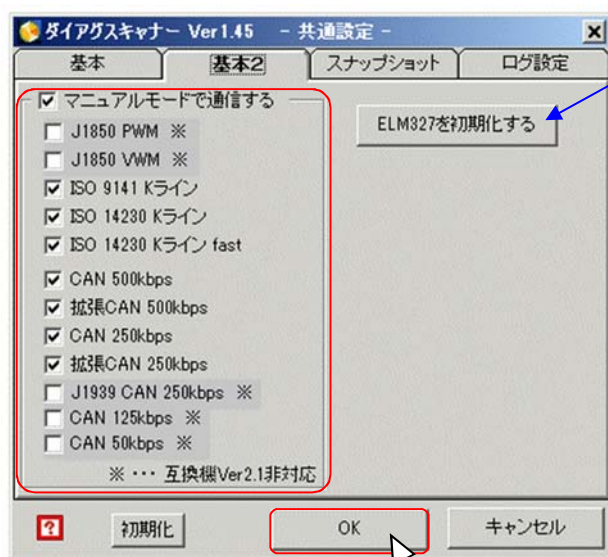 ダイアグスキャナー Ver1.45 - 共通設定 -
基本 基本2 スナップショット ログ設定
マニュアルモードで通信する
ELM327を初期化する
J1850 PWM ※
J1850 VWM ※
ISO 9141 Kライン
ISO 14230 Kライン
ISO 14230 Kライン fast
CAN 500kbps
拡張CAN 500kbps
CAN 250kbps
拡張CAN 250kbps
J1939 CAN 250kbps ※
CAN 125kbps ※
CAN 50kbps ※
※ ・・・ 互換機Ver2.1非対応
? 初期化 OK キャンセル